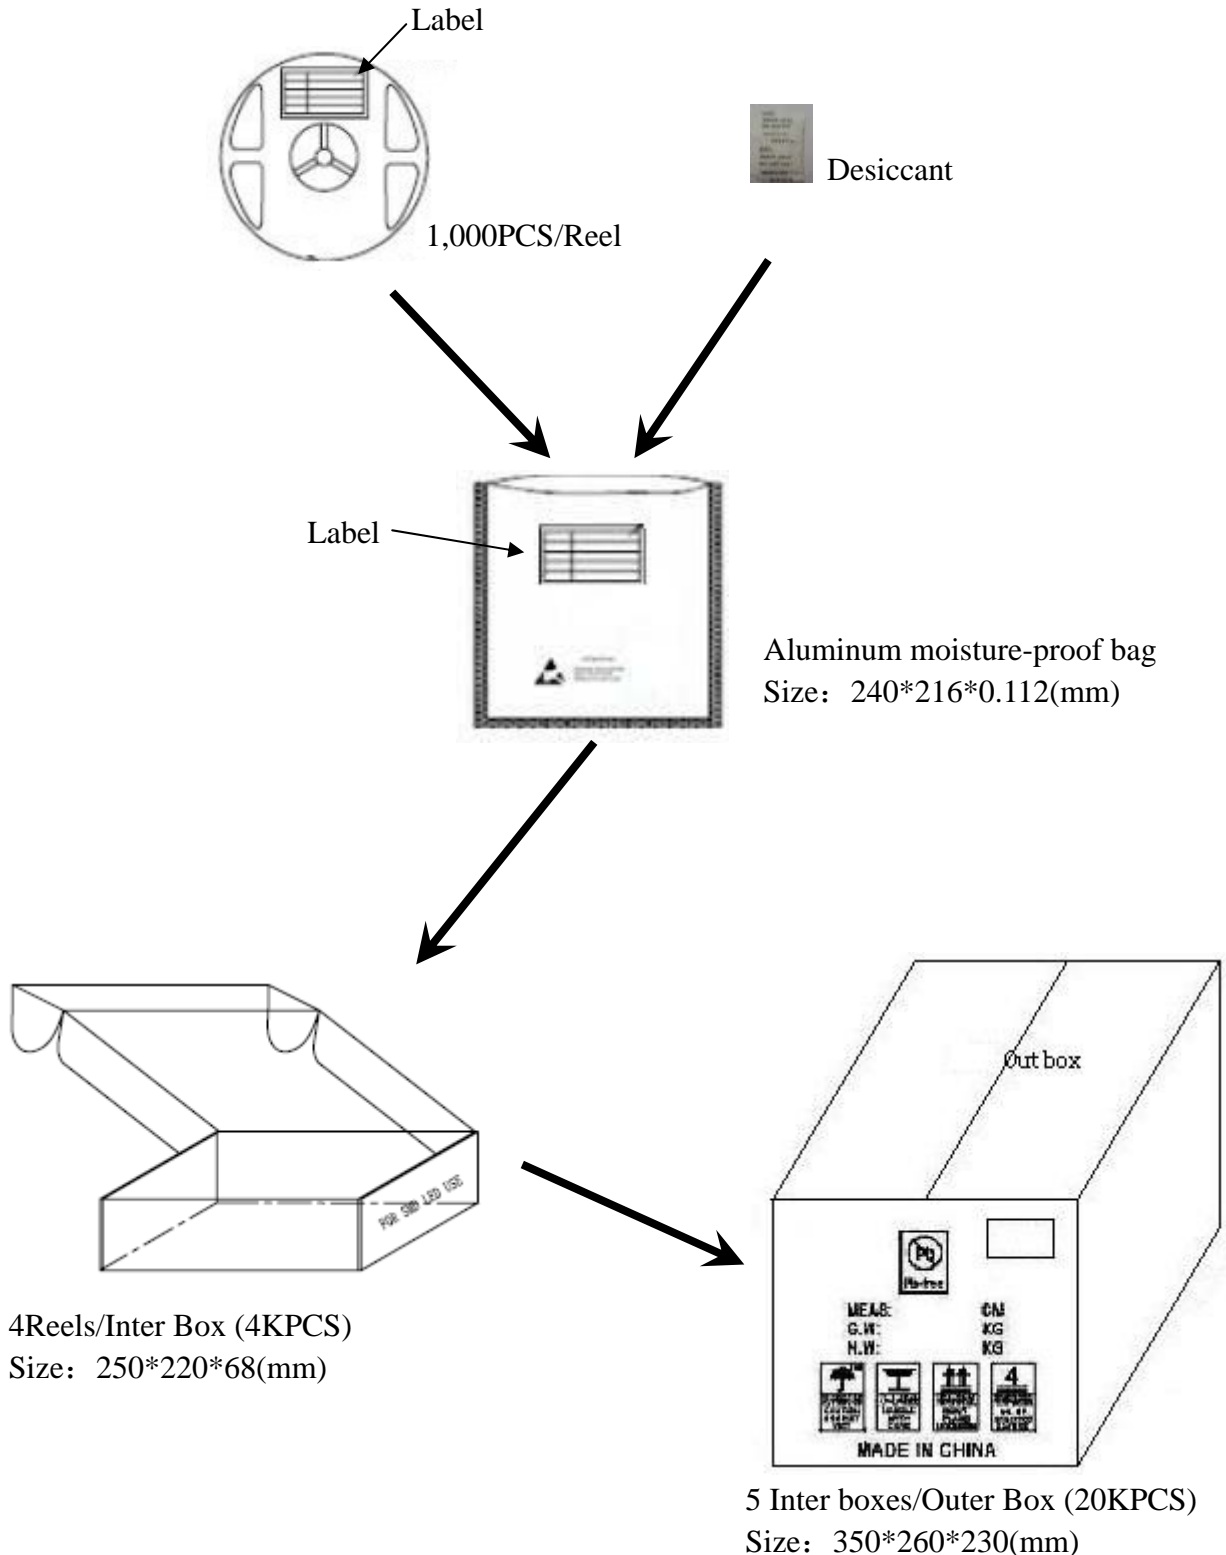 Label
Desiccant
1,000PCS/Reel
Label
Aluminum moisture-proof bag
Size：240*216*0.112(mm)
Out box
FOR SMD LED USE
Pb
Pb-free
MEAS: CM
G.W: KG
N.W: KG
4
MADE IN CHINA
4Reels/Inter Box (4KPCS)
Size：250*220*68(mm)
5 Inter boxes/Outer Box (20KPCS)
Size：350*260*230(mm)